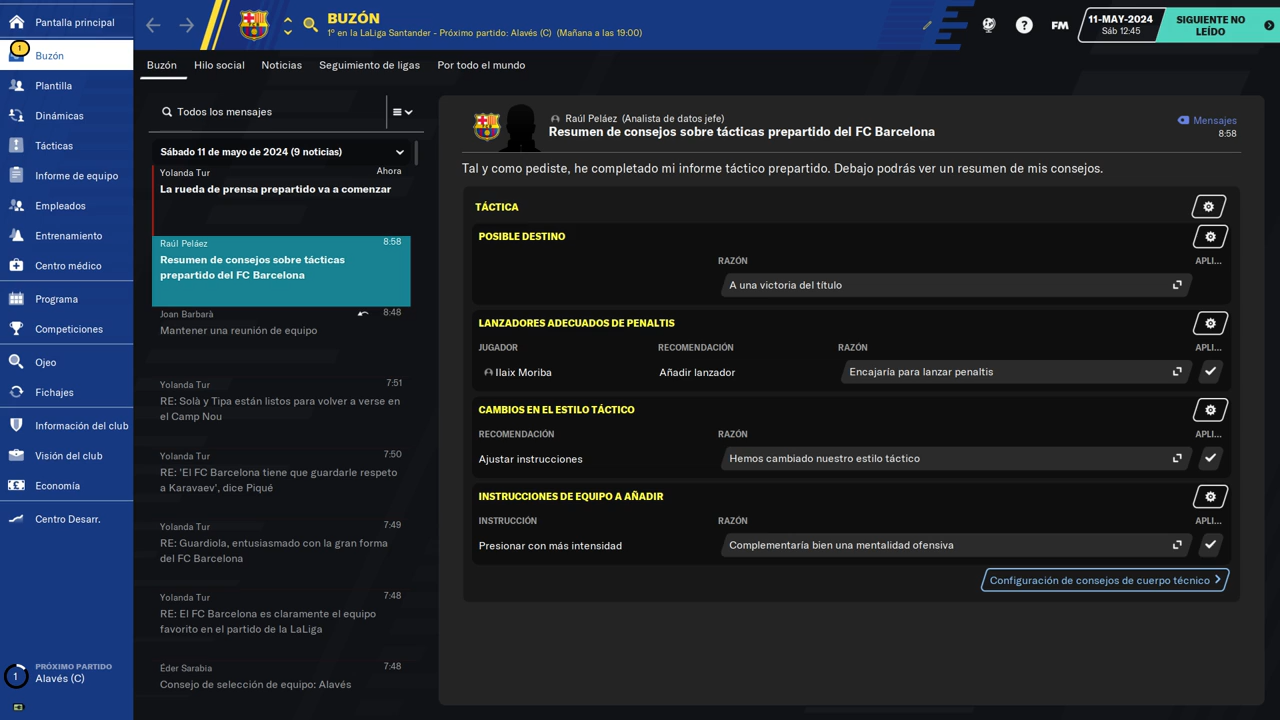 Pantalla principal
1
Buzón
Plantilla
Dinámicas
Tácticas
Informe de equipo
Empleados
Entrenamiento
Centro médico
Programa
Competiciones
Ojeo
Fichajes
Información del club
Visión del club
Economía
Centro Desarr.
1
PRÓXIMO PARTIDO
Alavés (C)
BUZÓN
1º en la LaLiga Santander - Próximo partido: Alavés (C) (Mañana a las 19:00)
FM
11-MAY-2024
Sáb 12:45
SIGUIENTE NO
LEÍDO
Buzón Hilo social Noticias Seguimiento de ligas Por todo el mundo
Todos los mensajes
Sábado 11 de mayo de 2024 (9 noticias)
Yolanda Tur Ahora
La rueda de prensa prepartido va a comenzar
Raúl Peláez 8:58
Resumen de consejos sobre tácticas
prepartido del FC Barcelona
Joan Barbarà 8:48
Mantener una reunión de equipo
Yolanda Tur 7:51
RE: Solà y Tipa están listos para volver a verse en
el Camp Nou
Yolanda Tur 7:50
RE: 'El FC Barcelona tiene que guardarle respeto
a Karavaev', dice Piqué
Yolanda Tur 7:49
RE: Guardiola, entusiasmado con la gran forma
del FC Barcelona
Yolanda Tur 7:48
RE: El FC Barcelona es claramente el equipo
favorito en el partido de la LaLiga
Éder Sarabia 7:48
Consejo de selección de equipo: Alavés
Raúl Peláez (Analista de datos jefe)
Resumen de consejos sobre tácticas prepartido del FC Barcelona
Mensajes
8:58
Tal y como pediste, he completado mi informe táctico prepartido. Debajo podrás ver un resumen de mis consejos.
TÁCTICA
POSIBLE DESTINO
RAZÓN APLI...
A una victoria del título
LANZADORES ADECUADOS DE PENALTIS
JUGADOR RECOMENDACIÓN RAZÓN APLI...
Ilaix Moriba Añadir lanzador Encajaría para lanzar penaltis
CAMBIOS EN EL ESTILO TÁCTICO
RECOMENDACIÓN RAZÓN APLI...
Ajustar instrucciones Hemos cambiado nuestro estilo táctico
INSTRUCCIONES DE EQUIPO A AÑADIR
INSTRUCCIÓN RAZÓN APLI...
Presionar con más intensidad Complementaría bien una mentalidad ofensiva
Configuración de consejos de cuerpo técnico